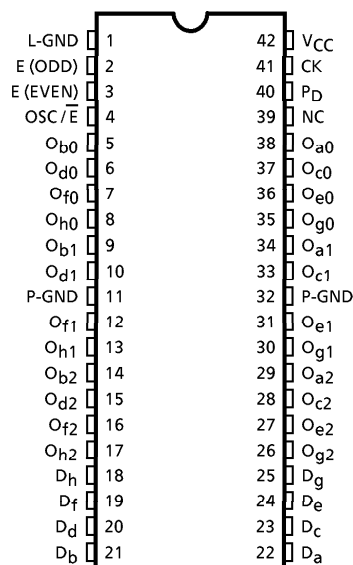 L-GND 1 42 VCC
E (ODD) 2 41 CK
E (EVEN) 3 40 PD
OSC / E̅ 4 39 NC
Ob0 5 38 Oa0
Od0 6 37 Oc0
Of0 7 36 Oe0
Oh0 8 35 Og0
Ob1 9 34 Oa1
Od1 10 33 Oc1
P-GND 11 32 P-GND
Of1 12 31 Oe1
Oh1 13 30 Og1
Ob2 14 29 Oa2
Od2 15 28 Oc2
Of2 16 27 Oe2
Oh2 17 26 Og2
Dh 18 25 Dg
Df 19 24 De
Dd 20 23 Dc
Db 21 22 Da